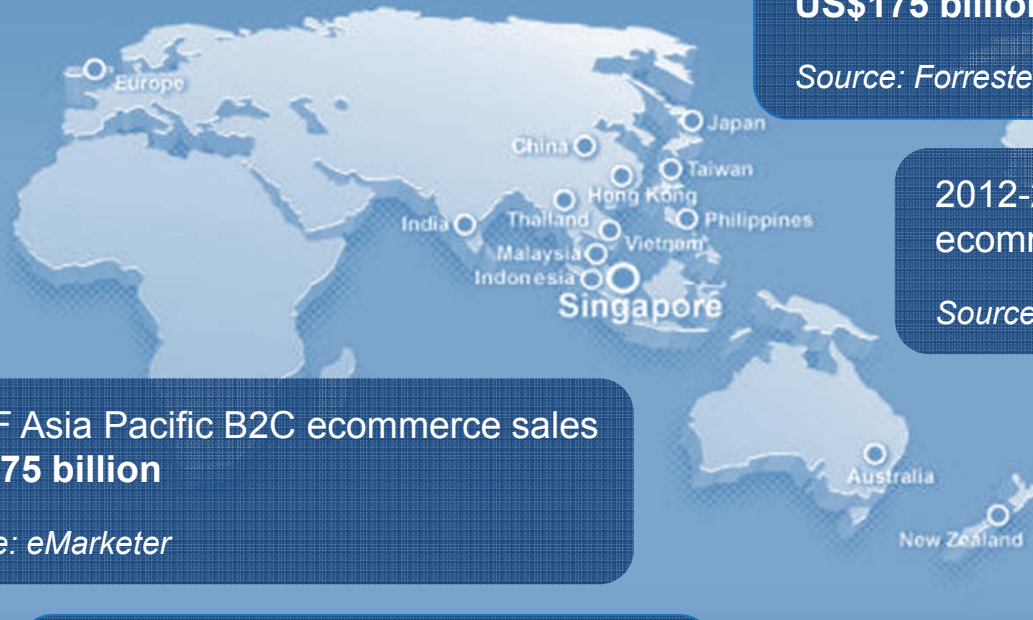 US$175 billion
Source: Forreste
Europe
Japan
China
Taiwan
Hong Kong
India
Thailand
Philippines
Vietnam
Malaysia
Indonesia
Singapore
2012-
ecomm
Source
F Asia Pacific B2C ecommerce sales
75 billion
e: eMarketer
Australia
New Zealand